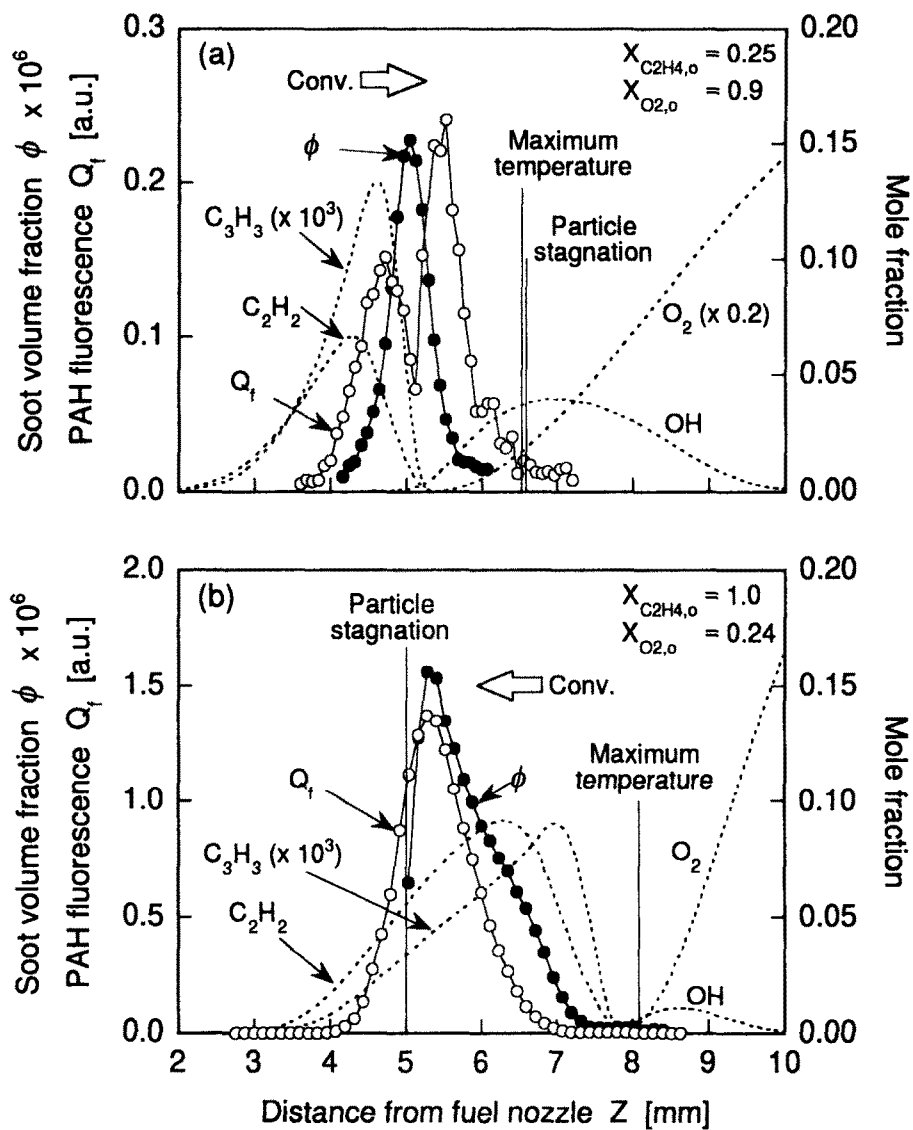 Soot volume fraction ϕ x 10⁶
PAH fluorescence Q_f [a.u.]
0.3
0.2
0.1
0.0
(a)
Conv.
X_C2H4,o = 0.25
X_O2,o = 0.9
ϕ
Maximum
temperature
Particle
stagnation
C₃H₃ (x 10³)
C₂H₂
Q_f
O₂ (x 0.2)
OH
0.20
0.15
0.10
0.05
0.00
Mole fraction
Soot volume fraction ϕ x 10⁶
PAH fluorescence Q_f [a.u.]
2.0
1.5
1.0
0.5
0.0
(b)
Particle
stagnation
X_C2H4,o = 1.0
X_O2,o = 0.24
Conv.
Maximum
temperature
Q_f
ϕ
C₃H₃ (x 10³)
C₂H₂
O₂
OH
0.20
0.15
0.10
0.05
0.00
Mole fraction
2 3 4 5 6 7 8 9 10
Distance from fuel nozzle Z [mm]